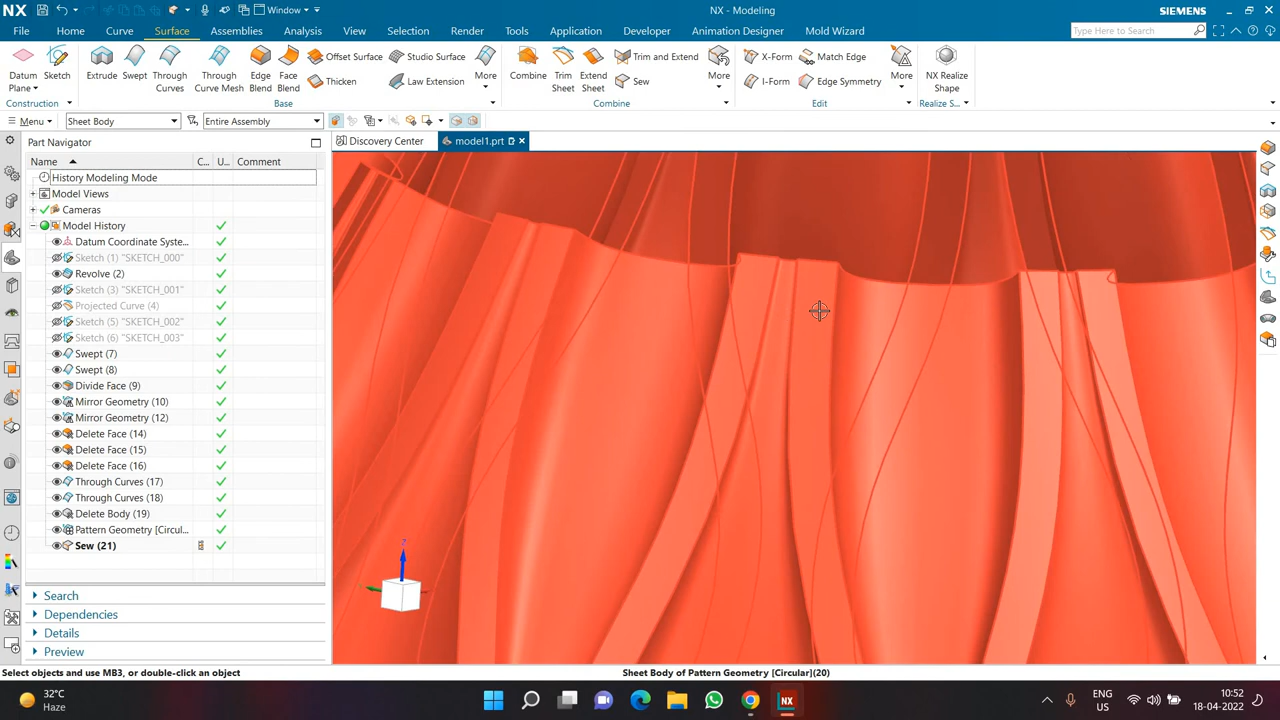 NX
Window
NX - Modeling
SIEMENS
File
Home
Curve
Surface
Assemblies
Analysis
View
Selection
Render
Tools
Application
Developer
Animation Designer
Mold Wizard
Type Here to Search
Datum Plane
Sketch
Extrude
Swept
Through Curves
Through Curve Mesh
Edge Blend
Face Blend
Offset Surface
Thicken
Studio Surface
Law Extension
More
Combine
Trim Sheet
Extend Sheet
Trim and Extend
Sew
More
X-Form
I-Form
Match Edge
Edge Symmetry
More
NX Realize Shape
Construction
Base
Combine
Edit
Realize S...
Menu
Sheet Body
Entire Assembly
Part Navigator
Discovery Center
model1.prt
Name
C...
U...
Comment
History Modeling Mode
Model Views
Cameras
Model History
Datum Coordinate Syste...
Sketch (1) "SKETCH_000"
Revolve (2)
Sketch (3) "SKETCH_001"
Projected Curve (4)
Sketch (5) "SKETCH_002"
Sketch (6) "SKETCH_003"
Swept (7)
Swept (8)
Divide Face (9)
Mirror Geometry (10)
Mirror Geometry (12)
Delete Face (14)
Delete Face (15)
Delete Face (16)
Through Curves (17)
Through Curves (18)
Delete Body (19)
Pattern Geometry [Circul...
Sew (21)
Search
Dependencies
Details
Preview
Select objects and use MB3, or double-click an object
Sheet Body of Pattern Geometry [Circular](20)
32°C
Haze
NX
ENG
US
10:52
18-04-2022